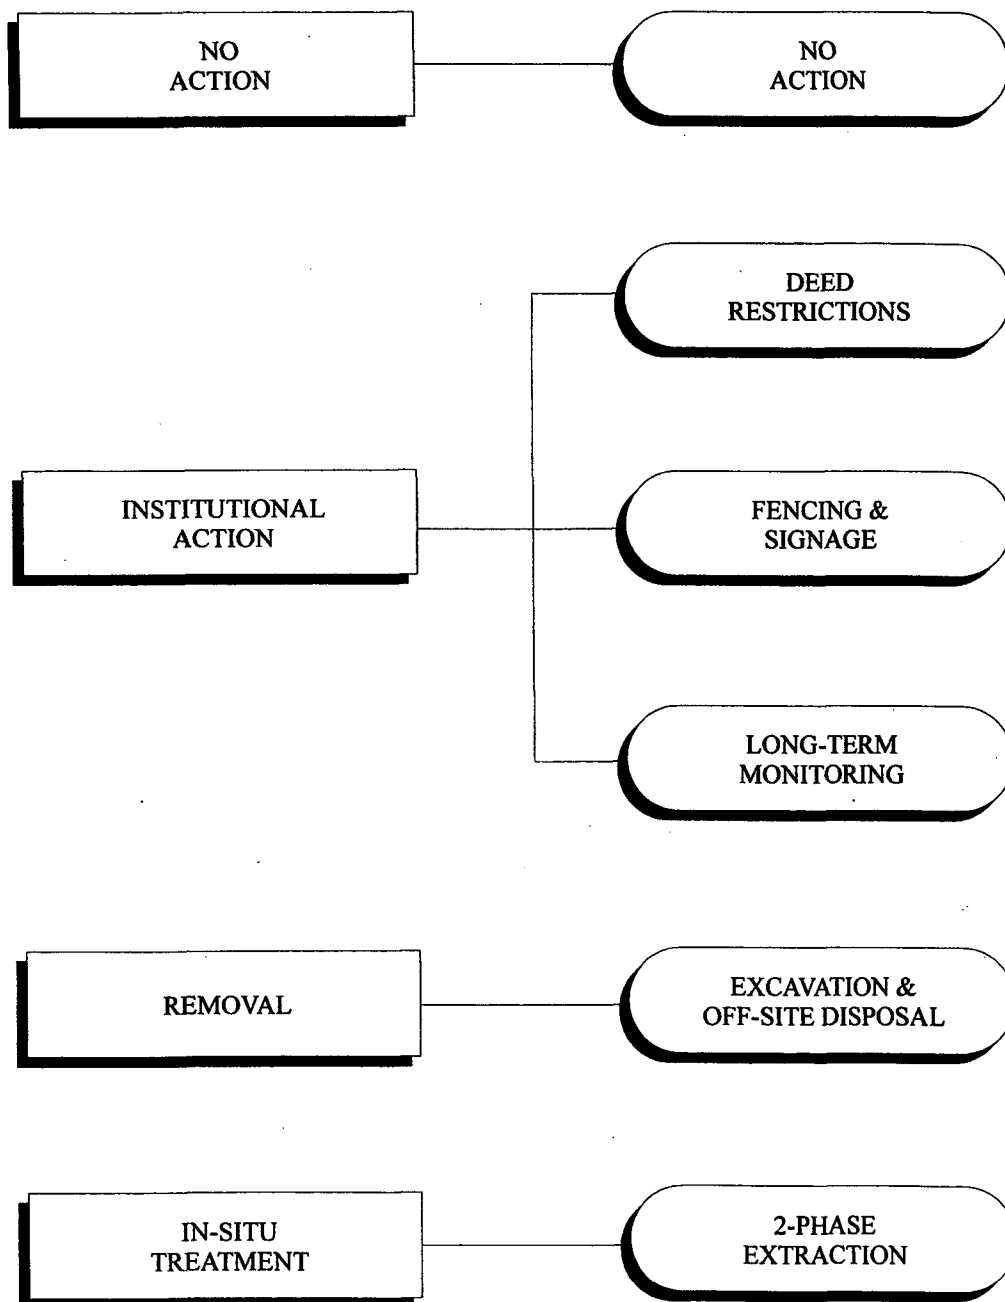 NO
ACTION
NO
ACTION
DEED
RESTRICTIONS
INSTITUTIONAL
ACTION
FENCING &
SIGNAGE
LONG-TERM
MONITORING
REMOVAL
EXCAVATION &
OFF-SITE DISPOSAL
IN-SITU
TREATMENT
2-PHASE
EXTRACTION